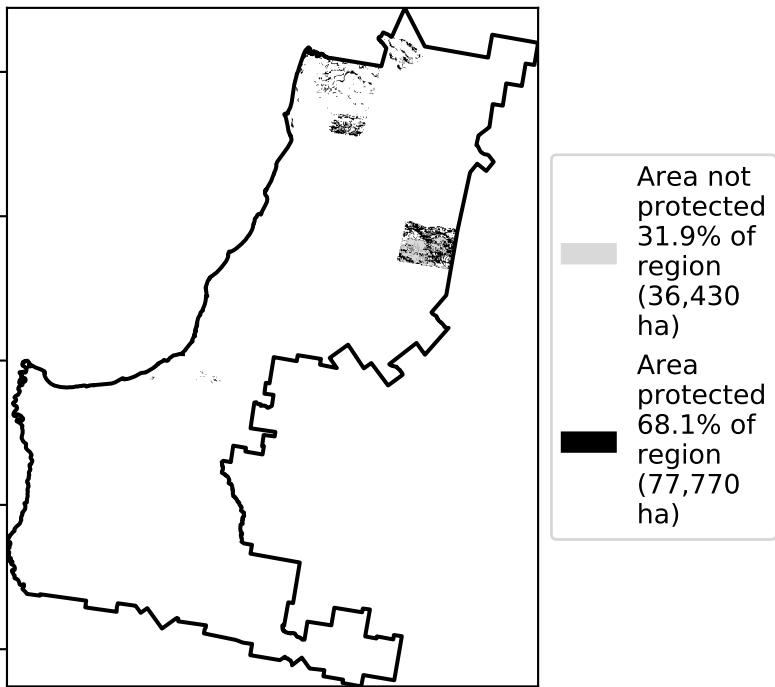 Area not
protected
31.9% of
region
(36,430
ha)
Area
protected
68.1% of
region
(77,770
ha)